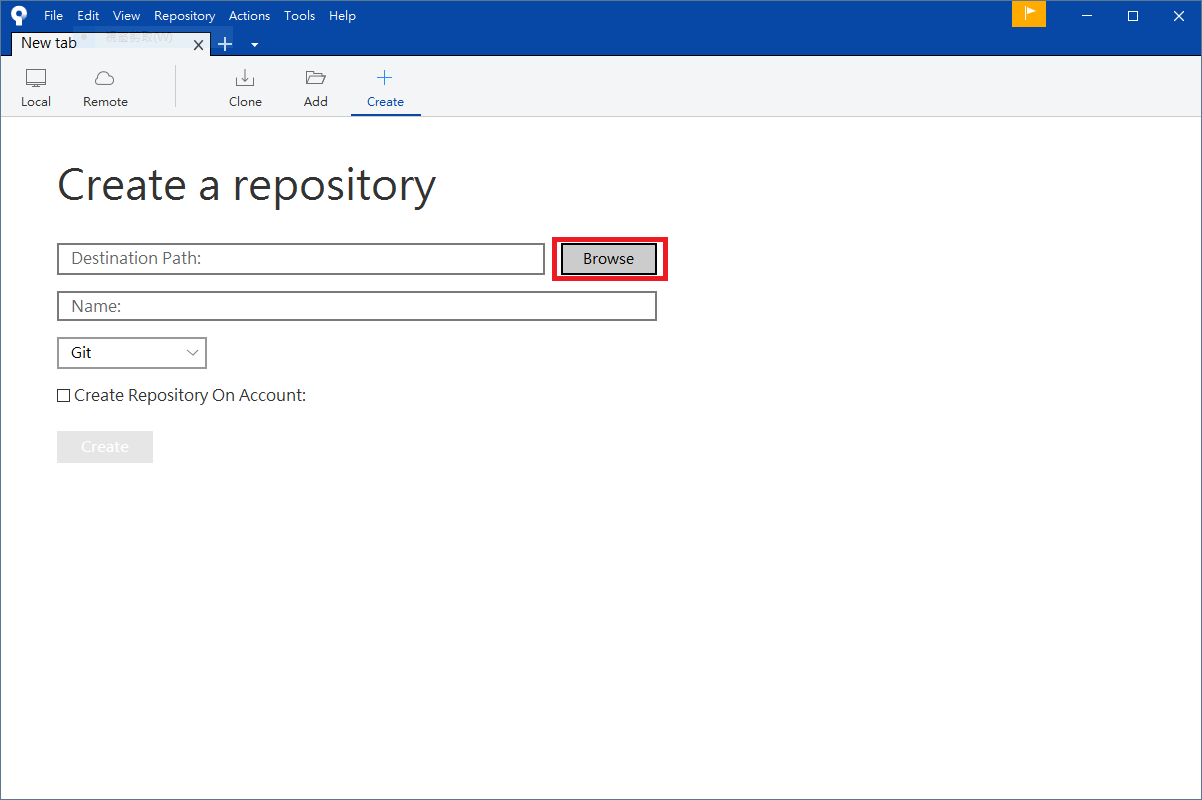 File Edit View Repository Actions Tools Help
New tab
Local Remote Clone Add Create
Create a repository
Destination Path: Browse
Name:
Git
Create Repository On Account:
Create